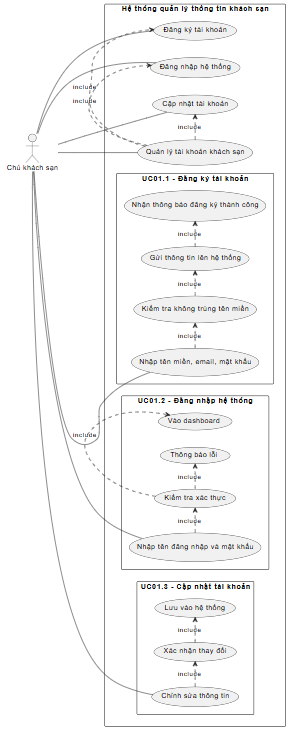 Hệ thống quản lý thông tin khách sạn
Đăng ký tài khoản
Đăng nhập hệ thống
include
include
Cập nhật tài khoản
include
Chủ khách sạn
Quản lý tài khoản khách sạn
UC01.1 - Đăng ký tài khoản
Nhận thông báo đăng ký thành công
include
Gửi thông tin lên hệ thống
include
Kiểm tra không trùng tên miền
include
Nhập tên miền, email, mật khẩu
UC01.2 - Đăng nhập hệ thống
Vào dashboard
include
Thông báo lỗi
include
Kiểm tra xác thực
include
Nhập tên đăng nhập và mật khẩu
UC01.3 - Cập nhật tài khoản
Lưu vào hệ thống
include
Xác nhận thay đổi
include
Chỉnh sửa thông tin